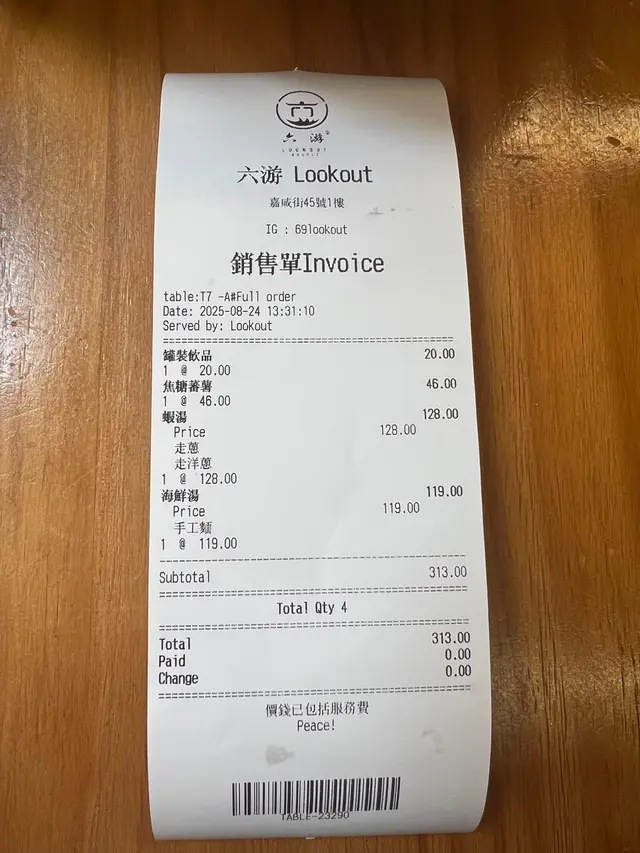 六游
LOOKOUT
六游 Lookout
嘉咸街45號1樓
IG : 69lookout
銷售單Invoice
table:T7 -A#Full order
Date: 2025-08-24 13:31:10
Served by: Lookout
罐裝飲品 20.00
1 @ 20.00
焦糖蕃薯 46.00
1 @ 46.00
蝦湯 128.00
Price 128.00
走蔥
走洋蔥
1 @ 128.00
海鮮湯 119.00
Price 119.00
手工麵
1 @ 119.00
Subtotal 313.00
Total Qty 4
Total 313.00
Paid 0.00
Change 0.00
價錢已包括服務費
Peace!
TABLE-23290